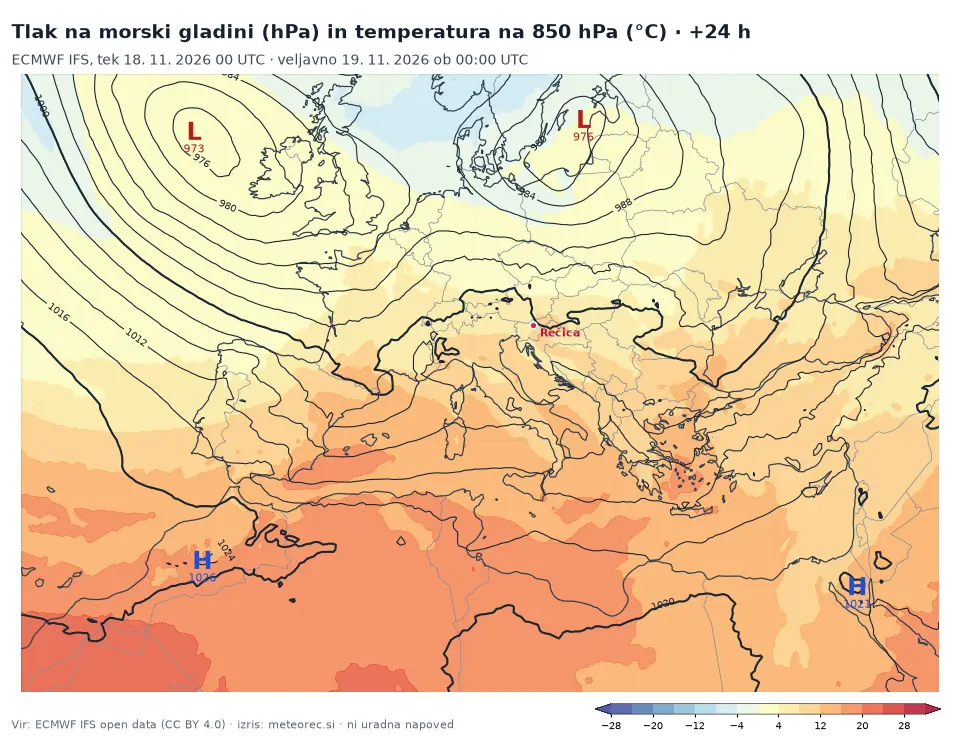 Tlak na morski gladini (hPa) in temperatura na 850 hPa (°C) · +24 h
ECMWF IFS, tek 18. 11. 2026 00 UTC · veljavno 19. 11. 2026 ob 00:00 UTC
984
1000
L
973
976
980
L
976
980
984
988
1016
1012
Rečica
1024
H
1026
H
1021
1020
Vir: ECMWF IFS open data (CC BY 4.0) · izris: meteorec.si · ni uradna napoved
−28 −20 −12 −4 4 12 20 28